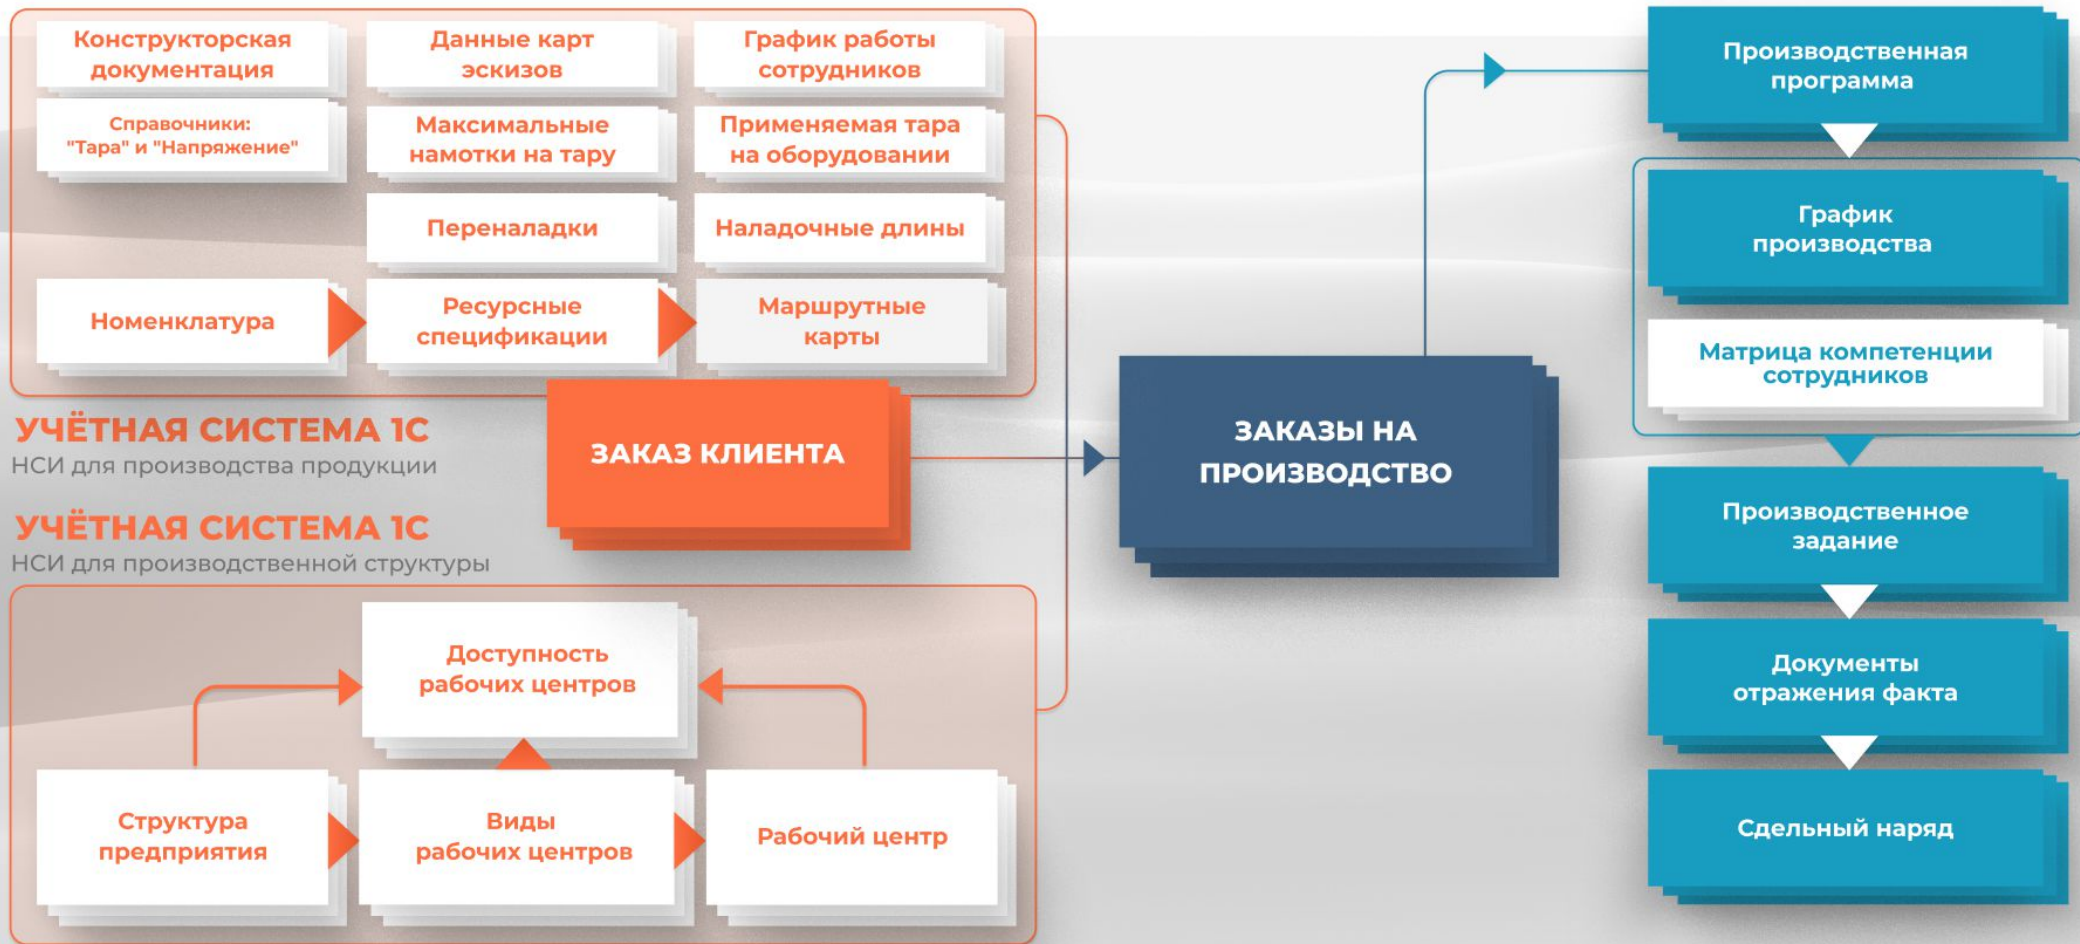 Конструкторская
документация
Данные карт
эскизов
График работы
сотрудников
Справочники:
"Тара" и "Напряжение"
Максимальные
намотки на тару
Применяемая тара
на оборудовании
Переналадки
Наладочные длины
Номенклатура
Ресурсные
спецификации
Маршрутные
карты
УЧЁТНАЯ СИСТЕМА 1С
НСИ для производства продукции
ЗАКАЗ КЛИЕНТА
УЧЁТНАЯ СИСТЕМА 1С
НСИ для производственной структуры
Доступность
рабочих центров
Структура
предприятия
Виды
рабочих центров
Рабочий центр
ЗАКАЗЫ НА
ПРОИЗВОДСТВО
Производственная
программа
График
производства
Матрица компетенции
сотрудников
Производственное
задание
Документы
отражения факта
Сдельный наряд